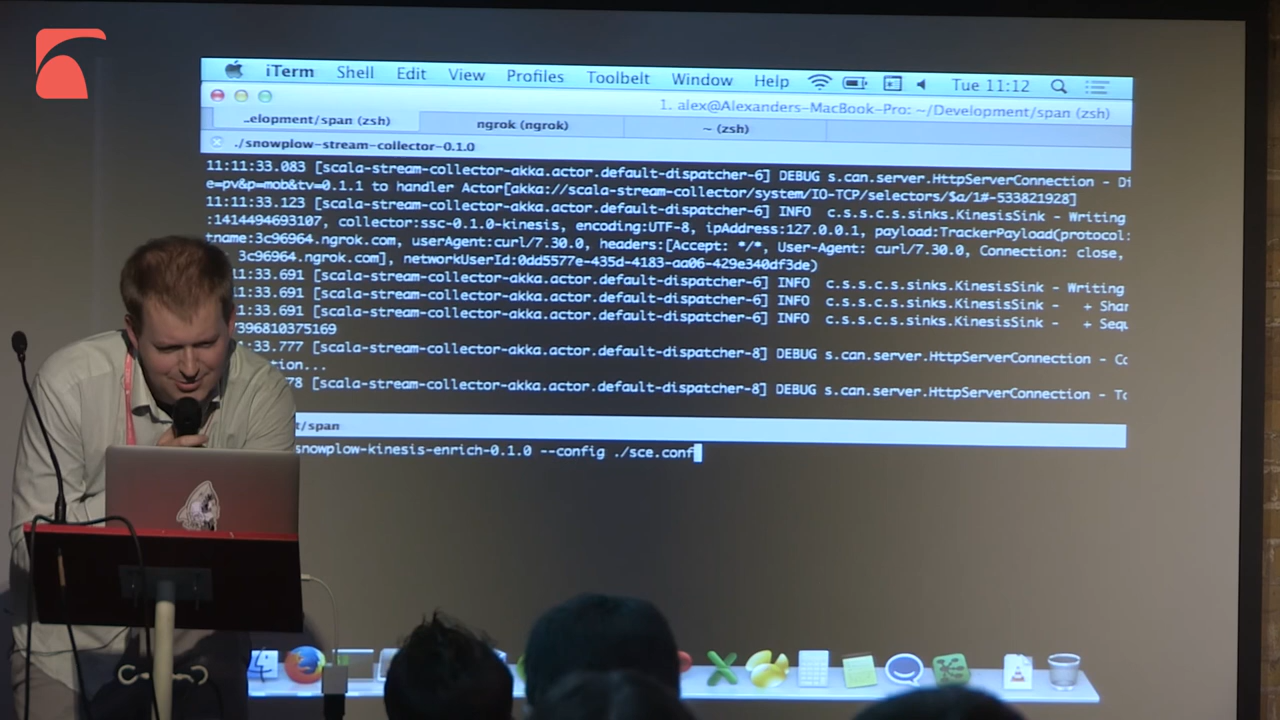 iTerm Shell Edit View Profiles Toolbelt Window Help Tue 11:12
1. alex@Alexanders-MacBook-Pro: ~/Development/span (zsh)
..elopment/span (zsh) ngrok (ngrok) ~ (zsh)
./snowplow-stream-collector-0.1.0
11:11:33.083 [scala-stream-collector-akka.actor.default-dispatcher-6] DEBUG s.can.server.HttpServerConnection - Di
e=pv&p=mob&tv=0.1.1 to handler Actor[akka://scala-stream-collector/system/IO-TCP/selectors/$a/1#-533821928]
11:11:33.123 [scala-stream-collector-akka.actor.default-dispatcher-6] INFO c.s.s.c.s.sinks.KinesisSink - Writing
:1414494693107, collector:ssc-0.1.0-kinesis, encoding:UTF-8, ipAddress:127.0.0.1, payload:TrackerPayload(protocol:
tname:3c96964.ngrok.com, userAgent:curl/7.30.0, headers:[Accept: */*, User-Agent: curl/7.30.0, Connection: close,
3c96964.ngrok.com], networkUserId:0dd5577e-435d-4183-aa06-429e340df3de)
11:33.691 [scala-stream-collector-akka.actor.default-dispatcher-6] INFO c.s.s.c.s.sinks.KinesisSink - Writing
11:33.691 [scala-stream-collector-akka.actor.default-dispatcher-6] INFO c.s.s.c.s.sinks.KinesisSink - + Shar
11:33.691 [scala-stream-collector-akka.actor.default-dispatcher-6] INFO c.s.s.c.s.sinks.KinesisSink - + Sequ
7396810375169
33.777 [scala-stream-collector-akka.actor.default-dispatcher-8] DEBUG s.can.server.HttpServerConnection - Co
tion...
78 [scala-stream-collector-akka.actor.default-dispatcher-8] DEBUG s.can.server.HttpServerConnection - To
t/span
snowplow-kinesis-enrich-0.1.0 --config ./sce.conf